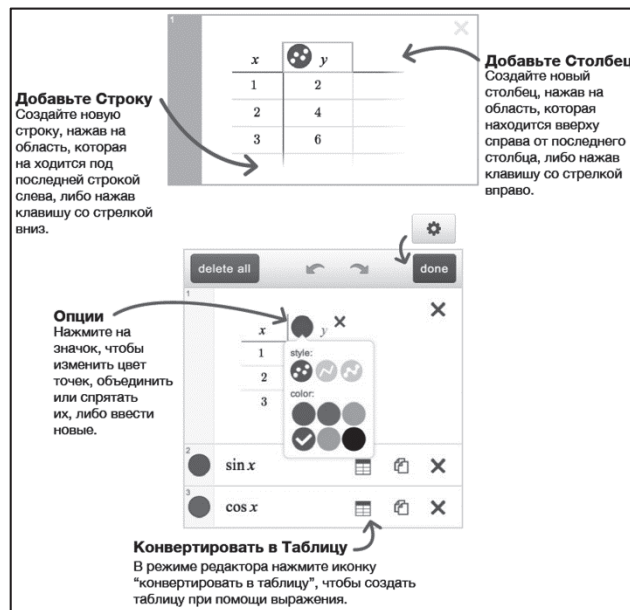 1
x y
1 2
2 4
3 6
Добавьте Строку
Создайте новую
строку, нажав на
область, которая
на ходится под
последней строкой
слева, либо нажав
клавишу со стрелкой
вниз.
Добавьте Столбец
Создайте новый
столбец, нажав на
область, которая
находится вверху
справа от последнего
столбца, либо нажав
клавишу со стрелкой
вправо.
delete all done
1
x y
1
2
3
style:
color:
Опции
Нажмите на
значок, чтобы
изменить цвет
точек, объединить
или спрятать
их, либо ввести
новые.
2
sin x
3
cos x
Конвертировать в Таблицу
В режиме редактора нажмите иконку
“конвертировать в таблицу”, чтобы создать
таблицу при помощи выражения.